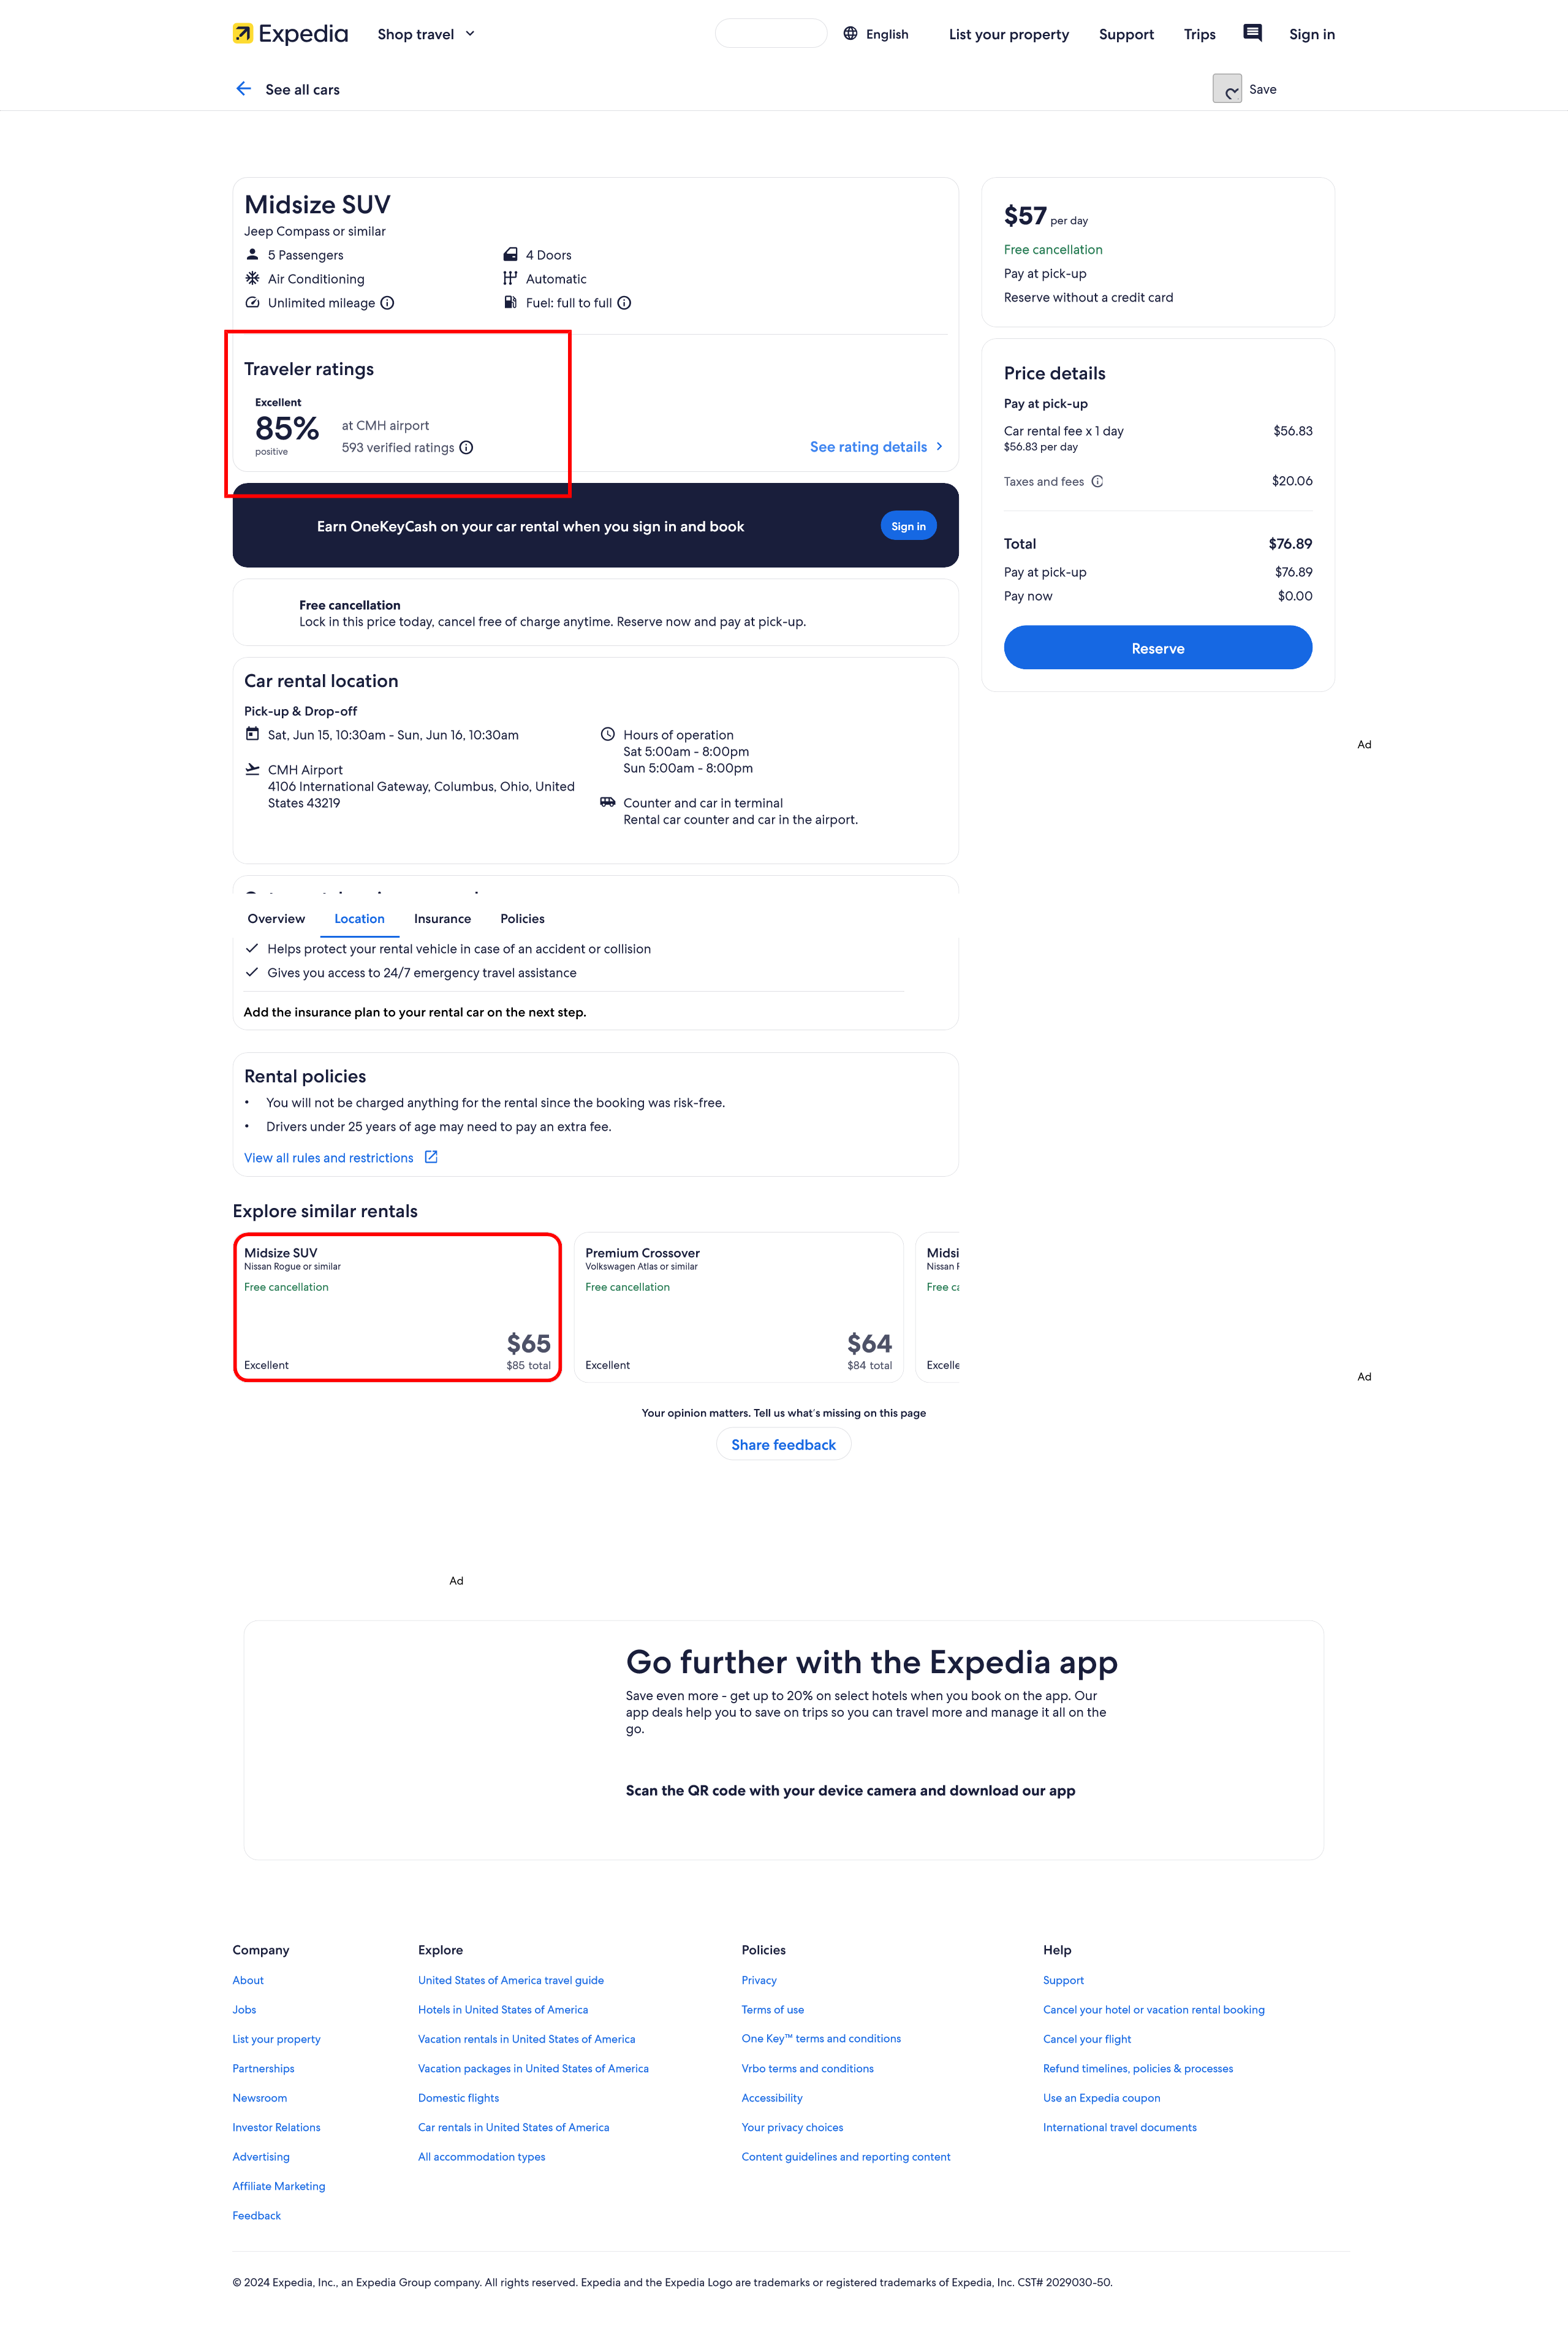 Expedia
Shop travel
English
List your property
Support
Trips
Sign in
See all cars
Save
Midsize SUV
Jeep Compass or similar
5 Passengers
4 Doors
Air Conditioning
Automatic
Unlimited mileage
Fuel: full to full
Traveler ratings
Excellent
85%
positive
at CMH airport
593 verified ratings
See rating details
Earn OneKeyCash on your car rental when you sign in and book
Sign in
Free cancellation
Lock in this price today, cancel free of charge anytime. Reserve now and pay at pick-up.
Car rental location
Pick-up & Drop-off
Sat, Jun 15, 10:30am - Sun, Jun 16, 10:30am
CMH Airport
4106 International Gateway, Columbus, Ohio, United
States 43219
Hours of operation
Sat 5:00am - 8:00pm
Sun 5:00am - 8:00pm
Counter and car in terminal
Rental car counter and car in the airport.
Overview
Location
Insurance
Policies
Helps protect your rental vehicle in case of an accident or collision
Gives you access to 24/7 emergency travel assistance
Add the insurance plan to your rental car on the next step.
Rental policies
• You will not be charged anything for the rental since the booking was risk-free.
• Drivers under 25 years of age may need to pay an extra fee.
View all rules and restrictions
$57 per day
Free cancellation
Pay at pick-up
Reserve without a credit card
Price details
Pay at pick-up
Car rental fee x 1 day $56.83
$56.83 per day
Taxes and fees $20.06
Total $76.89
Pay at pick-up $76.89
Pay now $0.00
Reserve
Ad
Explore similar rentals
Midsize SUV
Nissan Rogue or similar
Free cancellation
$65
Excellent
$85 total
Premium Crossover
Volkswagen Atlas or similar
Free cancellation
$64
Excellent
$84 total
Midsi
Nissan
Free
Ad
Your opinion matters. Tell us what's missing on this page
Share feedback
Ad
Go further with the Expedia app
Save even more - get up to 20% on select hotels when you book on the app. Our
app deals help you to save on trips so you can travel more and manage it all on the
go.
Scan the QR code with your device camera and download our app
Company
About
Jobs
List your property
Partnerships
Newsroom
Investor Relations
Advertising
Affiliate Marketing
Feedback
Explore
United States of America travel guide
Hotels in United States of America
Vacation rentals in United States of America
Vacation packages in United States of America
Domestic flights
Car rentals in United States of America
All accommodation types
Policies
Privacy
Terms of use
One Key™ terms and conditions
Vrbo terms and conditions
Accessibility
Your privacy choices
Content guidelines and reporting content
Help
Support
Cancel your hotel or vacation rental booking
Cancel your flight
Refund timelines, policies & processes
Use an Expedia coupon
International travel documents
© 2024 Expedia, Inc., an Expedia Group company. All rights reserved. Expedia and the Expedia Logo are trademarks or registered trademarks of Expedia, Inc. CST# 2029030-50.